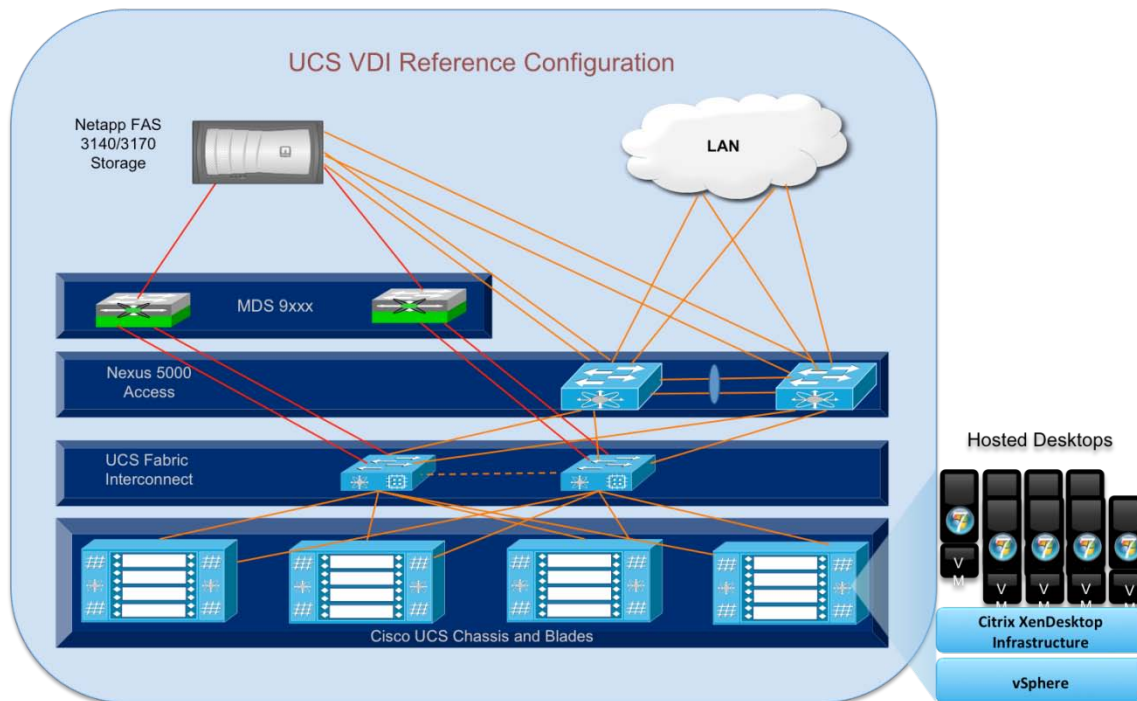 UCS VDI Reference Configuration
Netapp FAS
3140/3170
Storage
LAN
MDS 9xxx
Nexus 5000
Access
UCS Fabric
Interconnect
Cisco UCS Chassis and Blades
Hosted Desktops
V
M
V
M
V
M
V
M
V
M
Citrix XenDesktop
Infrastructure
vSphere